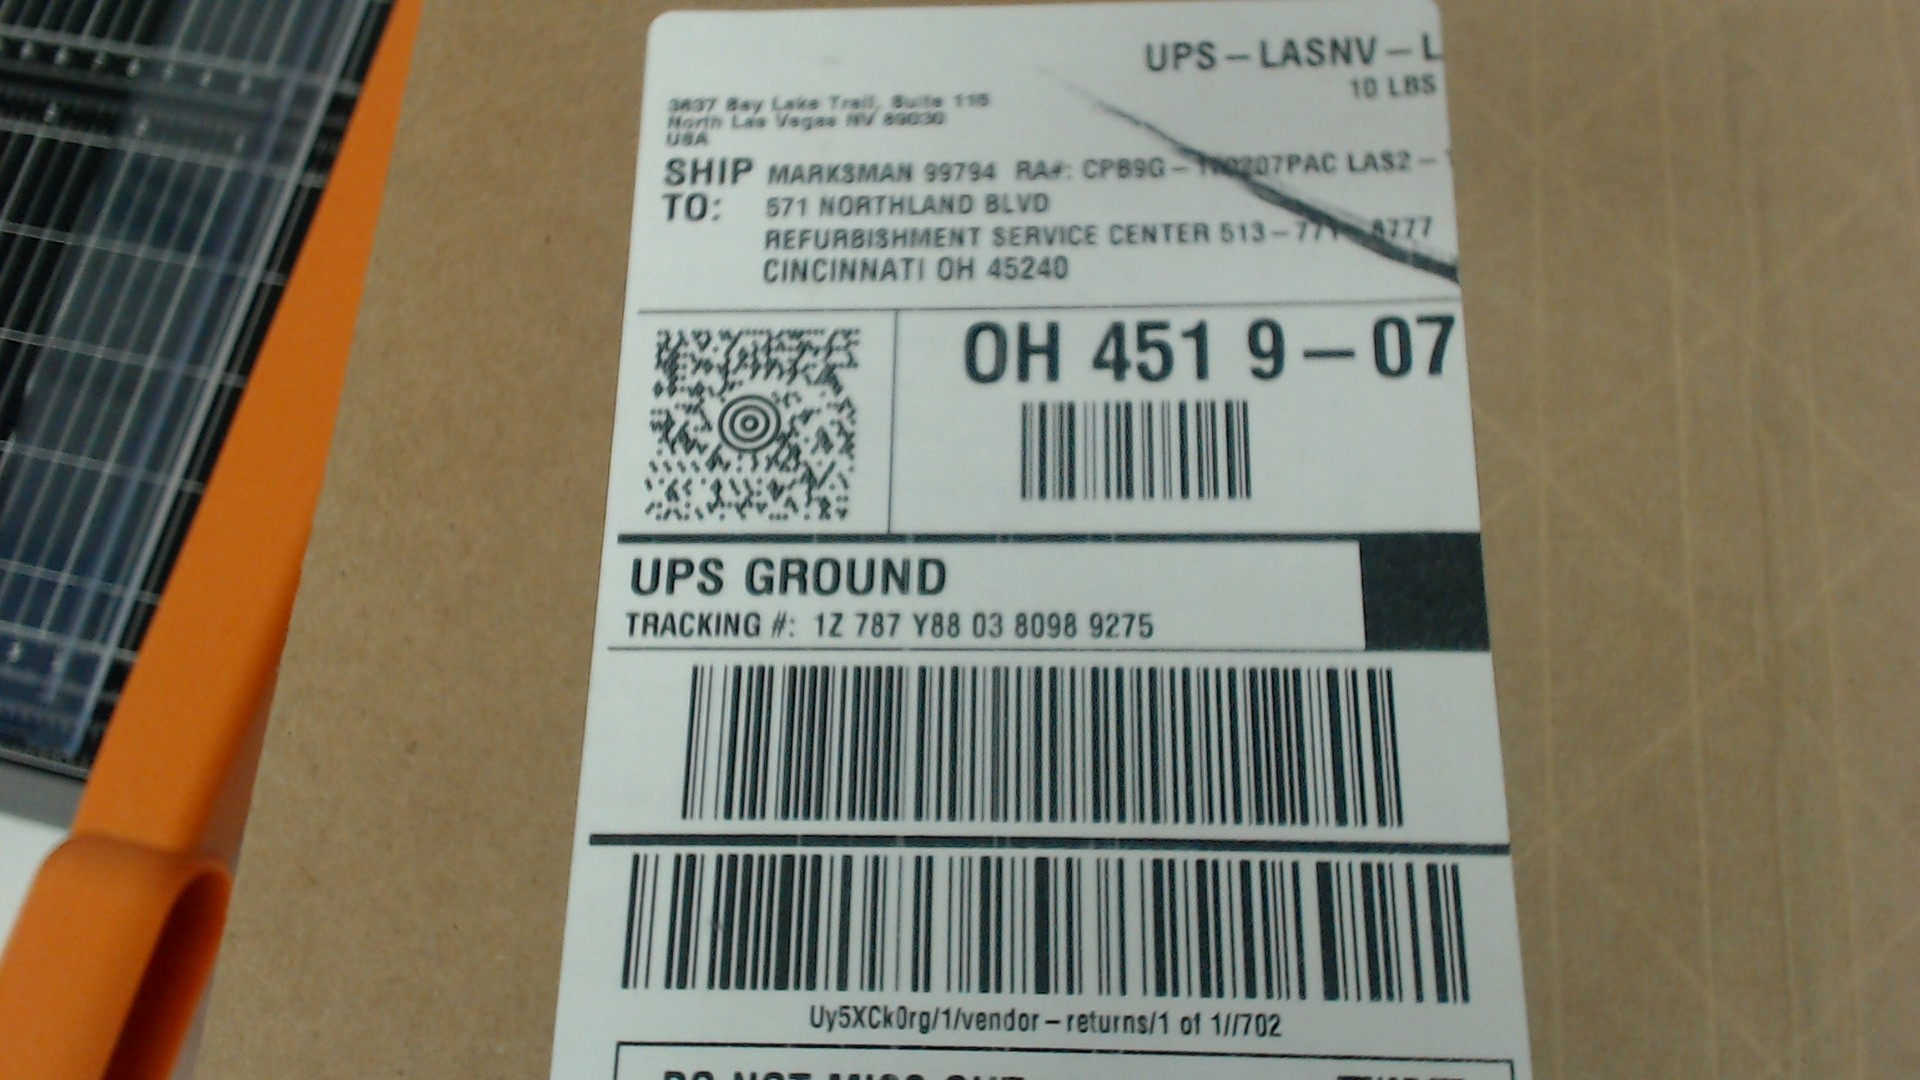 UPS – LASNV – L
10 LBS
3637 Bay Lake Trail, Suite 115
North Las Vegas NV 89030
USA
SHIP TO:
MARKSMAN 99794 RA#: CPB9G – LAS2 –
571 NORTHLAND BLVD
REFURBISHMENT SERVICE CENTER
CINCINNATI OH 45240
OH 451 9 – 07
UPS GROUND
TRACKING #: 1Z 787 Y88 03 8098 9275
Uy5XCk0rg/1/vendor – returns/1 of 1//702